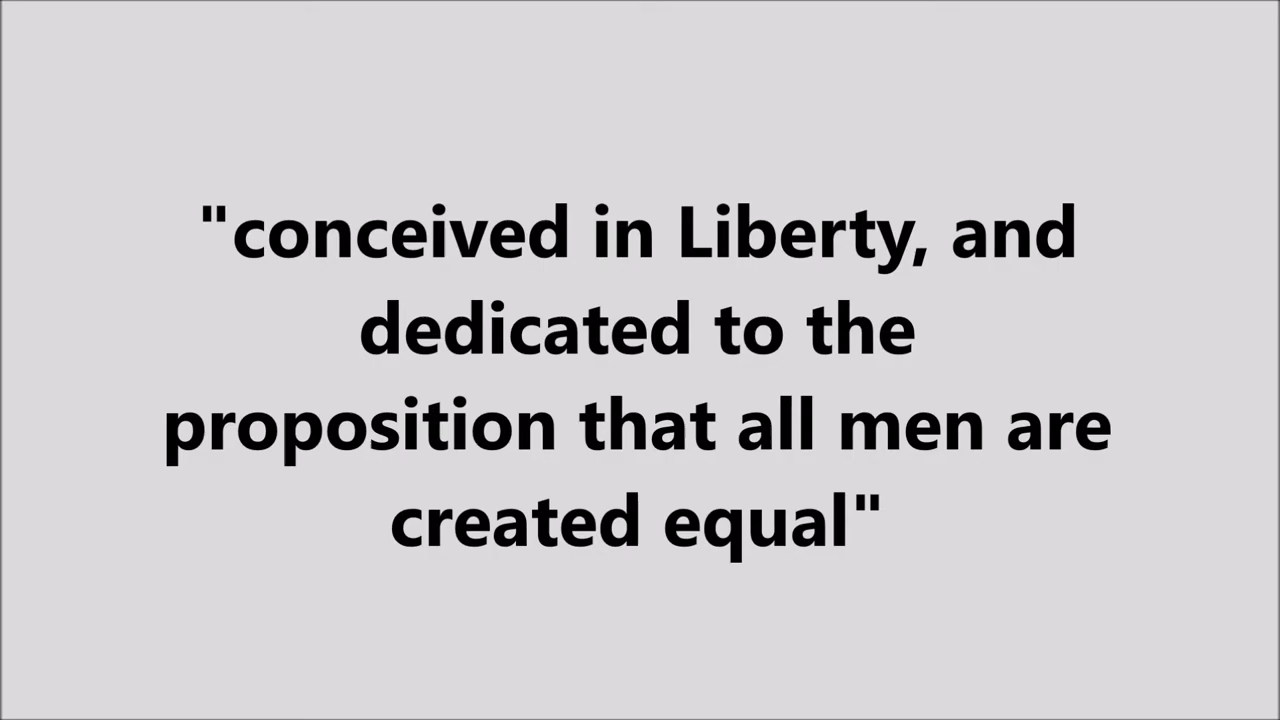 "conceived in Liberty, and
dedicated to the
proposition that all men are
created equal"